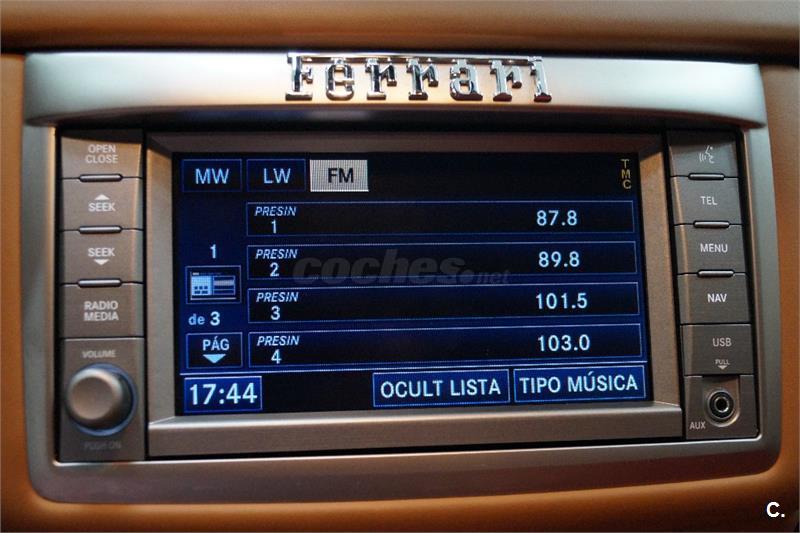 Ferrari
OPEN
CLOSE
SEEK
SEEK
RADIO
MEDIA
VOLUME
PUSH-ON
MW LW FM
TMC
PRESIN
1 87.8
PRESIN
2 89.8
PRESIN
3 101.5
PRESIN
4 103.0
1
de 3
PÁG
17:44 OCULT LISTA TIPO MÚSICA
TEL
MENU
NAV
USB
PULL
AUX
coches.net
C.